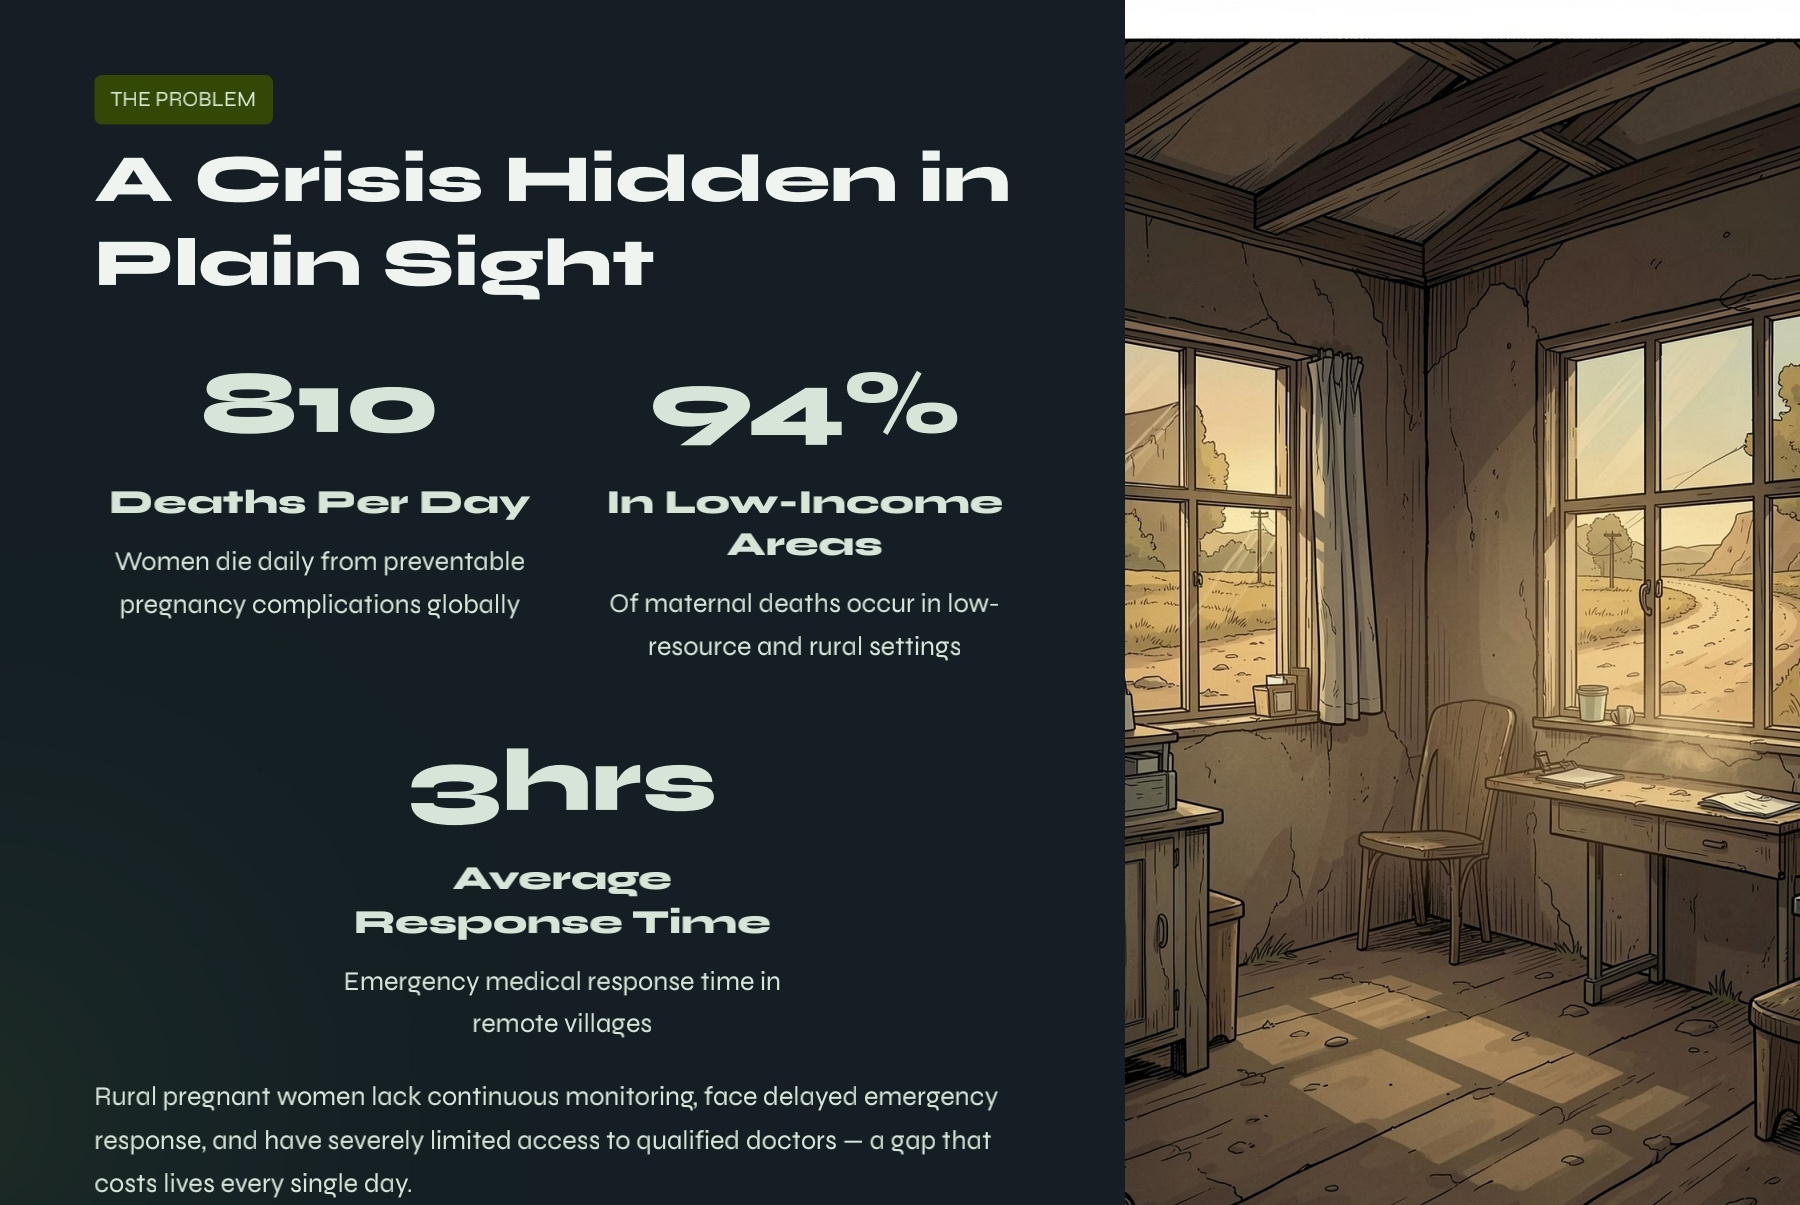 THE PROBLEM
A Crisis Hidden in
Plain Sight
810
Deaths Per Day
Women die daily from preventable
pregnancy complications globally
94%
In Low-Income
Areas
Of maternal deaths occur in low-
resource and rural settings
3hrs
Average
Response Time
Emergency medical response time in
remote villages
Rural pregnant women lack continuous monitoring, face delayed emergency
response, and have severely limited access to qualified doctors — a gap that
costs lives every single day.